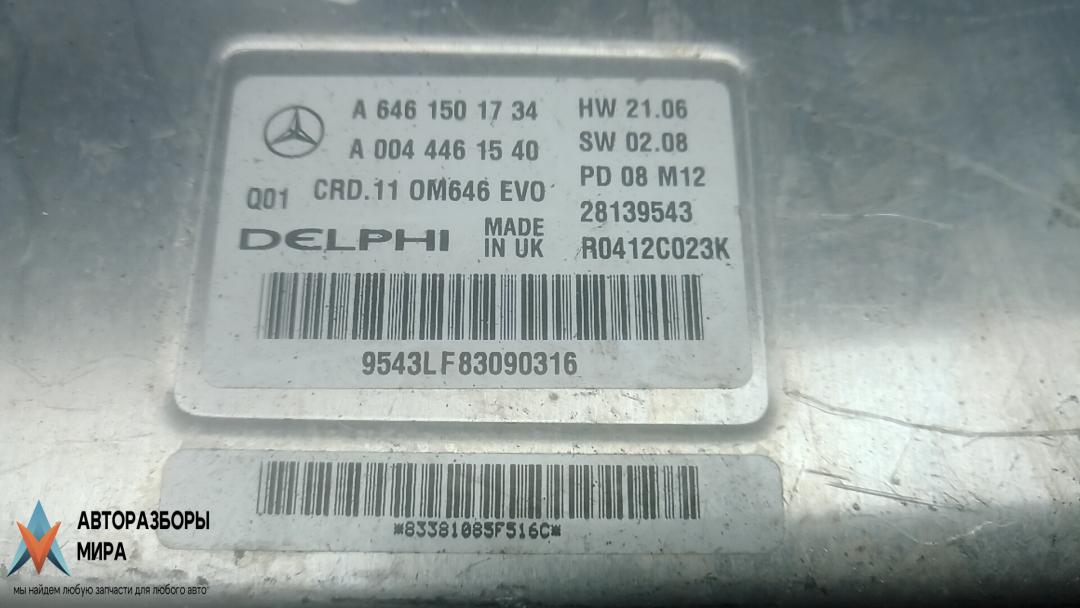 A 646 150 17 34
A 004 446 15 40
Q01 CRD.11 OM646 EVO
DELPHI
MADE
IN UK
HW 21.06
SW 02.08
PD 08 M12
28139543
R0412C023K
9543LF83090316
*83381085F516C*
АВТОРАЗБОРЫ
МИРА
мы найдем любую запчасти для любого авто